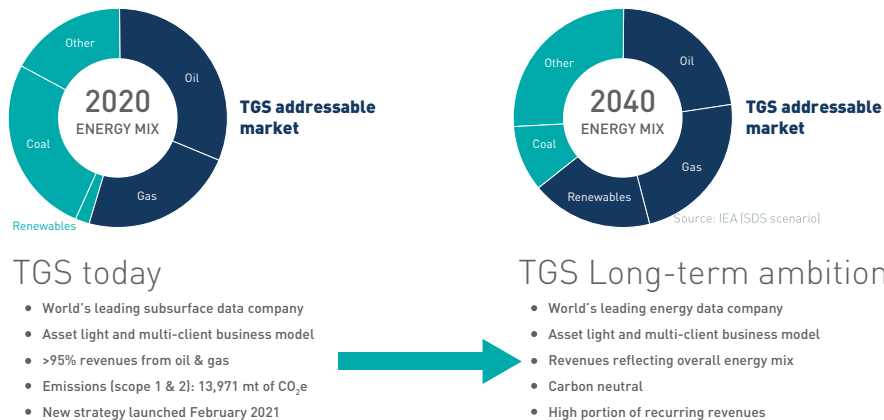 Other
Oil
2020
ENERGY MIX
TGS addressable
market
Coal
Gas
Renewables
Other
Oil
2040
ENERGY MIX
TGS addressable
market
Coal
Gas
Renewables
Source: IEA (SDS scenario)
TGS today
• World's leading subsurface data company
• Asset light and multi-client business model
• >95% revenues from oil & gas
• Emissions (scope 1 & 2): 13,971 mt of CO₂e
• New strategy launched February 2021
TGS Long-term ambition
• World's leading energy data company
• Asset light and multi-client business model
• Revenues reflecting overall energy mix
• Carbon neutral
• High portion of recurring revenues